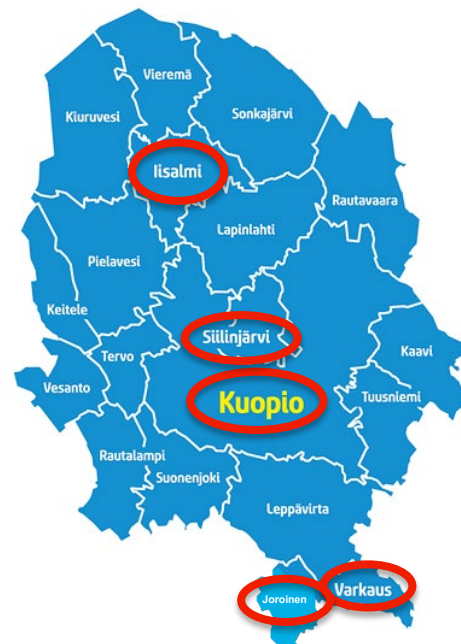 Vieremä
Kiuruvesi
Sonkajärvi
Iisalmi
Rautavaara
Lapinlahti
Pielavesi
Keitele
Siilinjärvi
Tervo
Kaavi
Vesanto
Kuopio
Tuusniemi
Rautalampi
Suonenjoki
Leppävirta
Varkaus
Joroinen